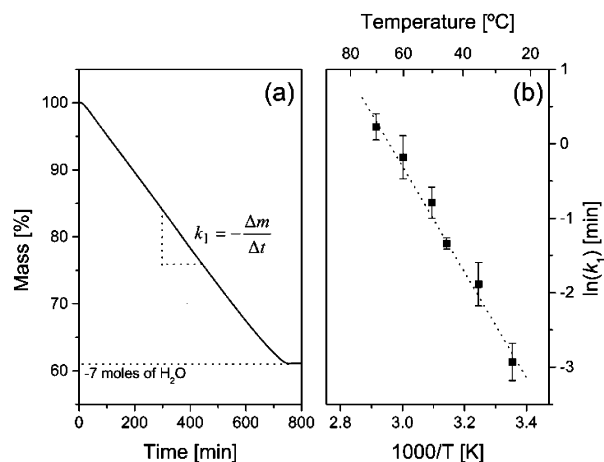 Temperature [ºC]
80 60 40 20
(a)
(b)
100
90
80
70
60
Mass [%]
k₁ = -Δm/Δt
-7 moles of H₂O
0 200 400 600 800
Time [min]
1
0
-1
-2
-3
ln(k₁) [min]
2.8 3.0 3.2 3.4
1000/T [K]